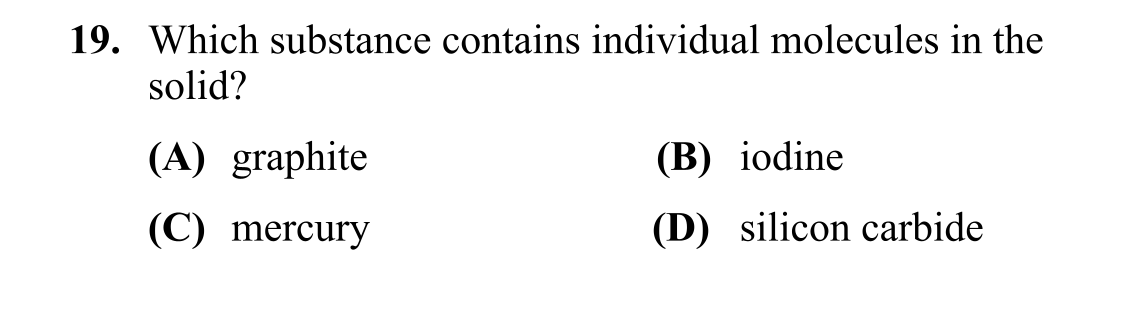 19. Which substance contains individual molecules in the
solid?
(A) graphite (B) iodine
(C) mercury (D) silicon carbide